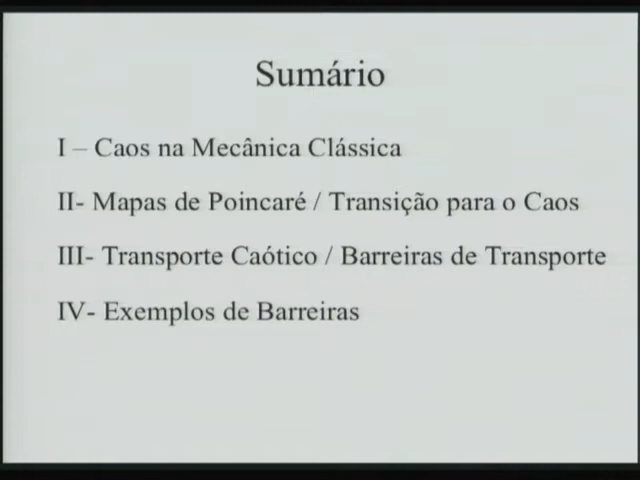 Sumário
I – Caos na Mecânica Clássica
II- Mapas de Poincaré / Transição para o Caos
III- Transporte Caótico / Barreiras de Transporte
IV- Exemplos de Barreiras